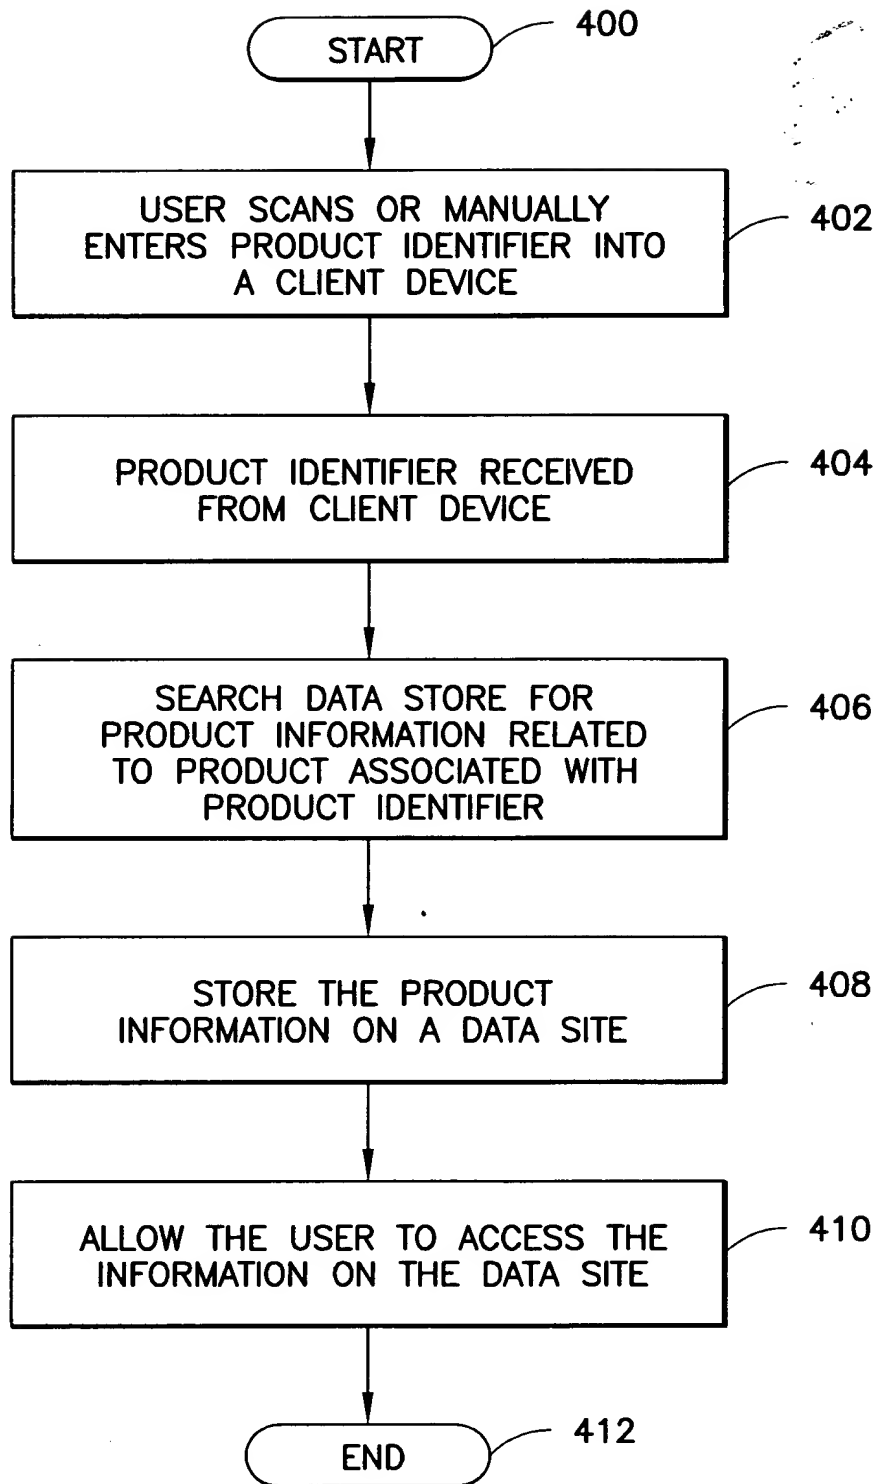 START
400
USER SCANS OR MANUALLY
ENTERS PRODUCT IDENTIFIER INTO
A CLIENT DEVICE
402
PRODUCT IDENTIFIER RECEIVED
FROM CLIENT DEVICE
404
SEARCH DATA STORE FOR
PRODUCT INFORMATION RELATED
TO PRODUCT ASSOCIATED WITH
PRODUCT IDENTIFIER
406
STORE THE PRODUCT
INFORMATION ON A DATA SITE
408
ALLOW THE USER TO ACCESS THE
INFORMATION ON THE DATA SITE
410
END
412